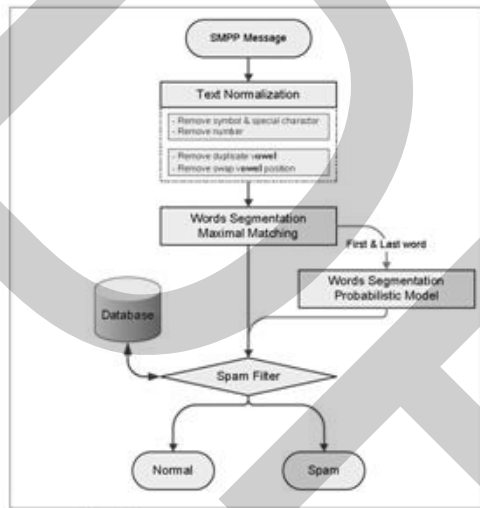 SMPP Message
Text Normalization
- Remove symbol & special charactor
- Remove number
- Remove duplicate vowel
- Remove swap vowel position
Words Segmentation
Maximal Matching
First & Last word
Words Segmentation
Probabilistic Model
Database
Spam Filter
Normal
Spam